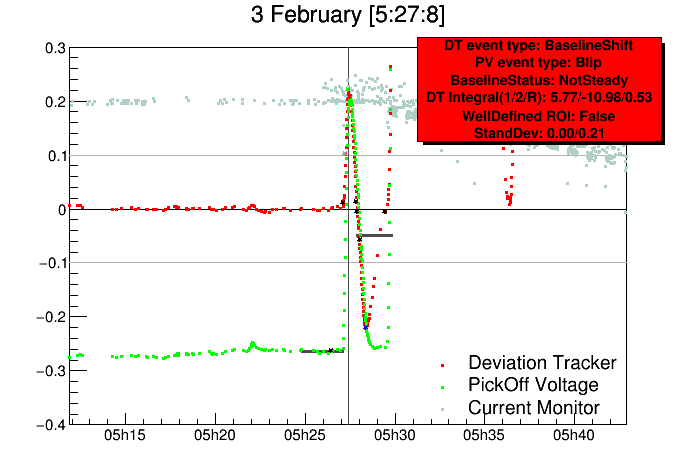 3 February [5:27:8]
DT event type: BaselineShift
PV event type: Blip
BaselineStatus: NotSteady
DT Integral(1/2/R): 5.77/-10.98/0.53
WellDefined ROI: False
StandDev: 0.00/0.21
0.3
0.2
0.1
0
−0.1
−0.2
−0.3
−0.4
Deviation Tracker
PickOff Voltage
Current Monitor
05h15
05h20
05h25
05h30
05h35
05h40